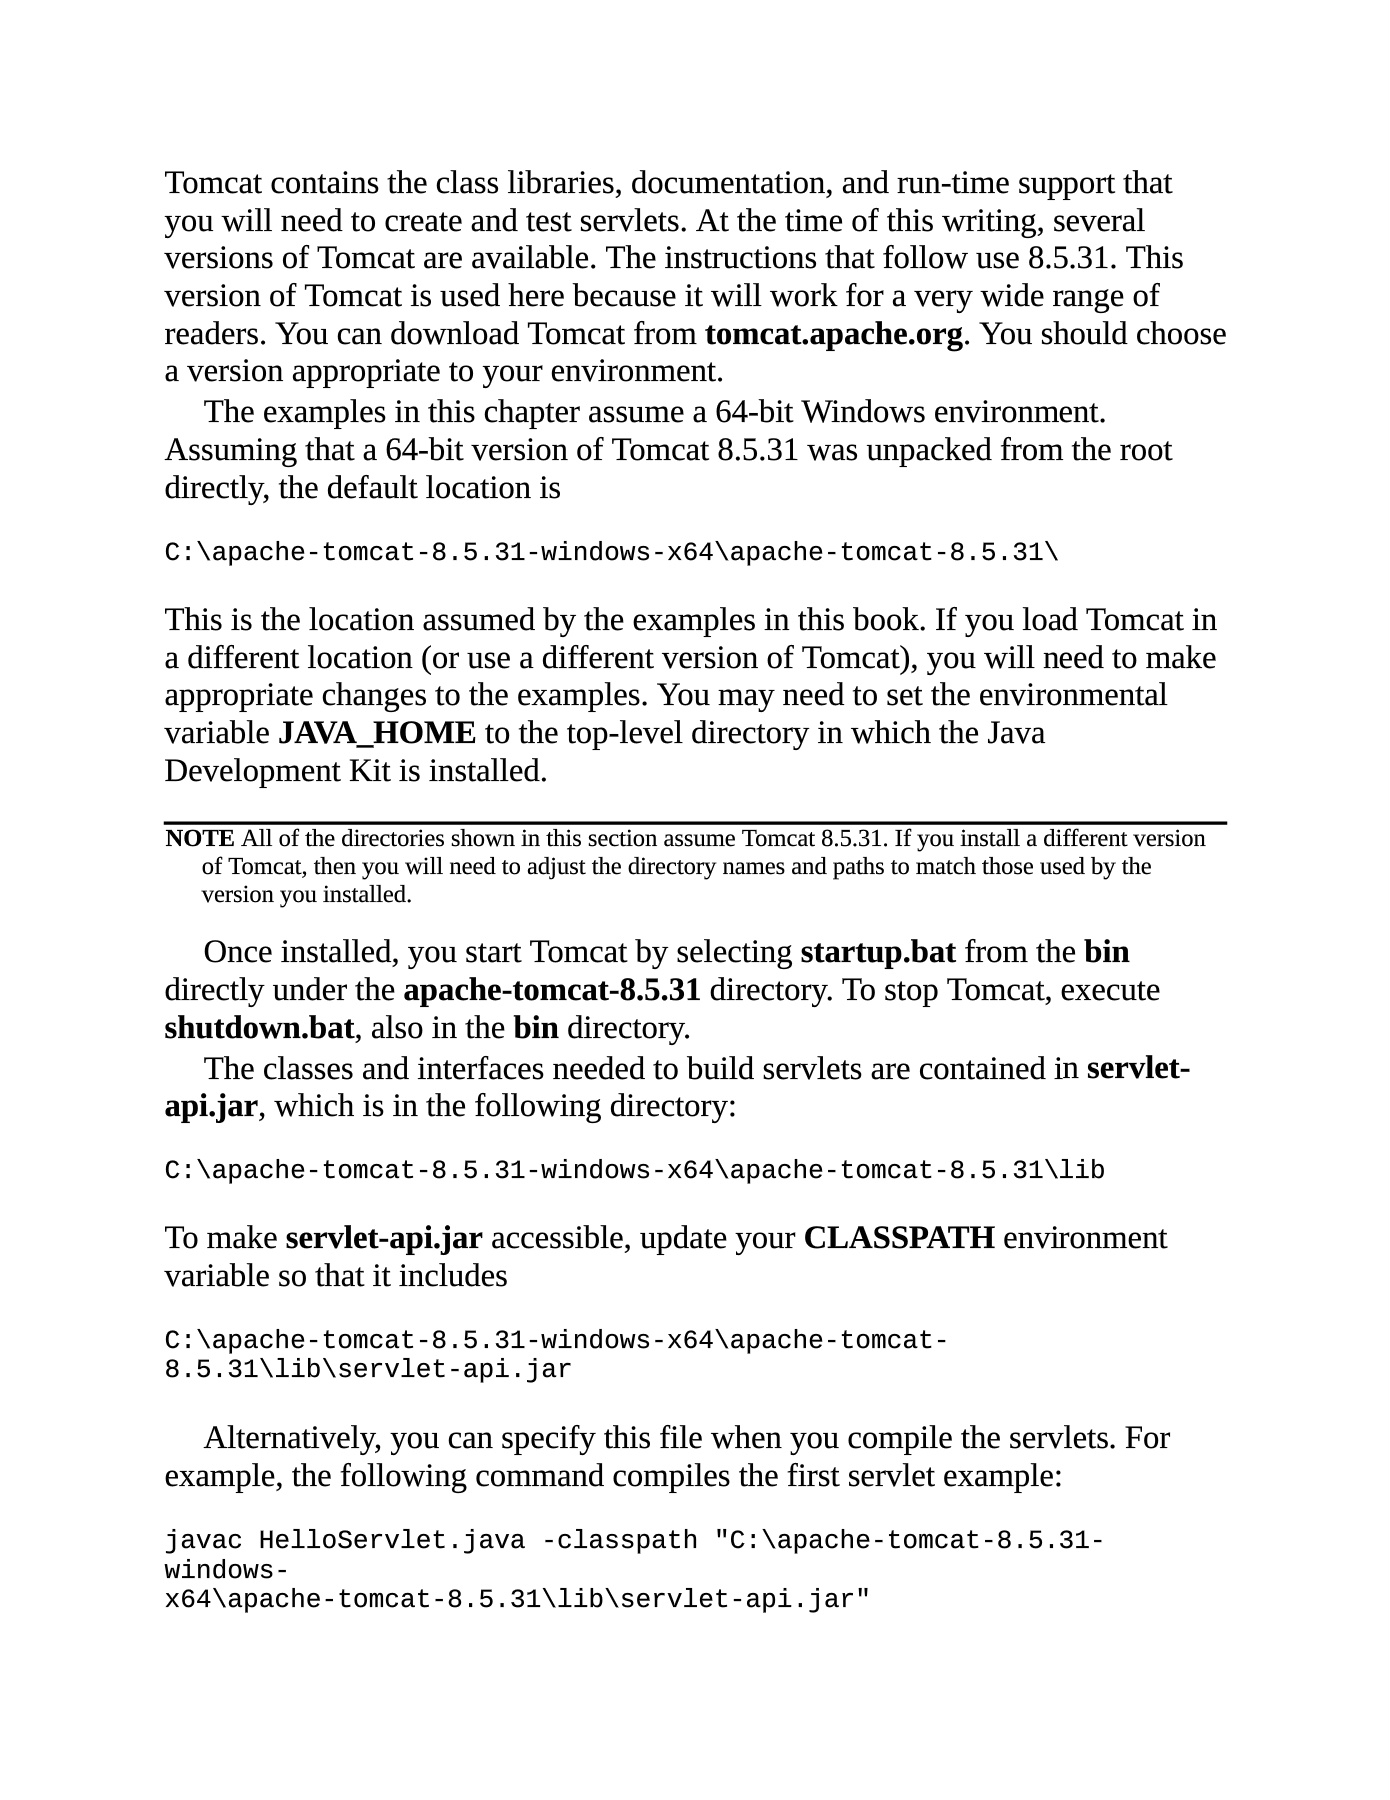 Tomcat contains the class libraries, documentation, and run-time support that
you will need to create and test servlets. At the time of this writing, several
versions of Tomcat are available. The instructions that follow use 8.5.31. This
version of Tomcat is used here because it will work for a very wide range of
readers. You can download Tomcat from tomcat.apache.org. You should choose
a version appropriate to your environment.
The examples in this chapter assume a 64-bit Windows environment.
Assuming that a 64-bit version of Tomcat 8.5.31 was unpacked from the root
directly, the default location is
C:\apache-tomcat-8.5.31-windows-x64\apache-tomcat-8.5.31\
This is the location assumed by the examples in this book. If you load Tomcat in
a different location (or use a different version of Tomcat), you will need to make
appropriate changes to the examples. You may need to set the environmental
variable JAVA_HOME to the top-level directory in which the Java
Development Kit is installed.
NOTE All of the directories shown in this section assume Tomcat 8.5.31. If you install a different version
of Tomcat, then you will need to adjust the directory names and paths to match those used by the
version you installed.
Once installed, you start Tomcat by selecting startup.bat from the bin
directly under the apache-tomcat-8.5.31 directory. To stop Tomcat, execute
shutdown.bat, also in the bin directory.
The classes and interfaces needed to build servlets are contained in servlet-
api.jar, which is in the following directory:
C:\apache-tomcat-8.5.31-windows-x64\apache-tomcat-8.5.31\lib
To make servlet-api.jar accessible, update your CLASSPATH environment
variable so that it includes
C:\apache-tomcat-8.5.31-windows-x64\apache-tomcat-
8.5.31\lib\servlet-api.jar
Alternatively, you can specify this file when you compile the servlets. For
example, the following command compiles the first servlet example:
javac HelloServlet.java -classpath "C:\apache-tomcat-8.5.31-
windows-
x64\apache-tomcat-8.5.31\lib\servlet-api.jar"